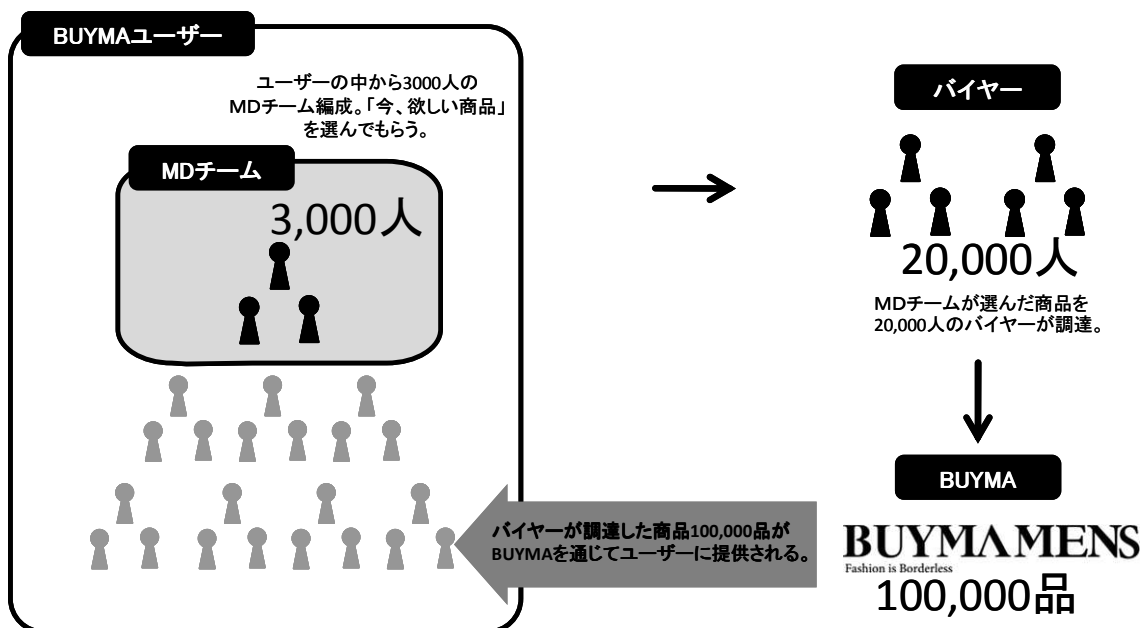 BUYMAユーザー
ユーザーの中から3000人の
MDチーム編成。「今、欲しい商品」
を選んでもらう。
MDチーム
3,000人
バイヤー
20,000人
MDチームが選んだ商品を
20,000人のバイヤーが調達。
BUYMA
BUYMA MENS
Fashion is Borderless
100,000品
バイヤーが調達した商品100,000品が
BUYMAを通じてユーザーに提供される。